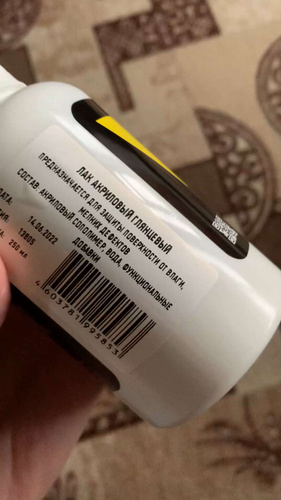 ЛАК АКРИЛОВЫЙ ГЛЯНЦЕВЫЙ
ПРЕДНАЗНАЧАЕТСЯ ДЛЯ ЗАЩИТЫ ПОВЕРХНОСТИ ОТ ВЛАГИ,
МЕЛКИХ ДЕФЕКТОВ
СОСТАВ: АКРИЛОВЫЙ СОПОЛИМЕР, ВОДА, ФУНКЦИОНАЛЬНЫЕ
ДОБАВКИ
14.06.2022
13805
250 МЛ
4603781995853